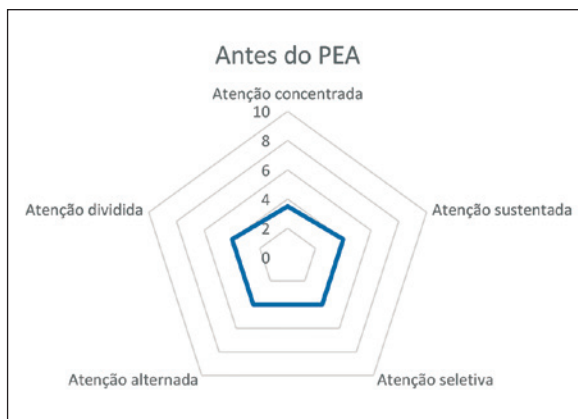 Antes do PEA
Atenção concentrada
10
8
6
4
2
0
Atenção dividida
Atenção sustentada
Atenção alternada
Atenção seletiva